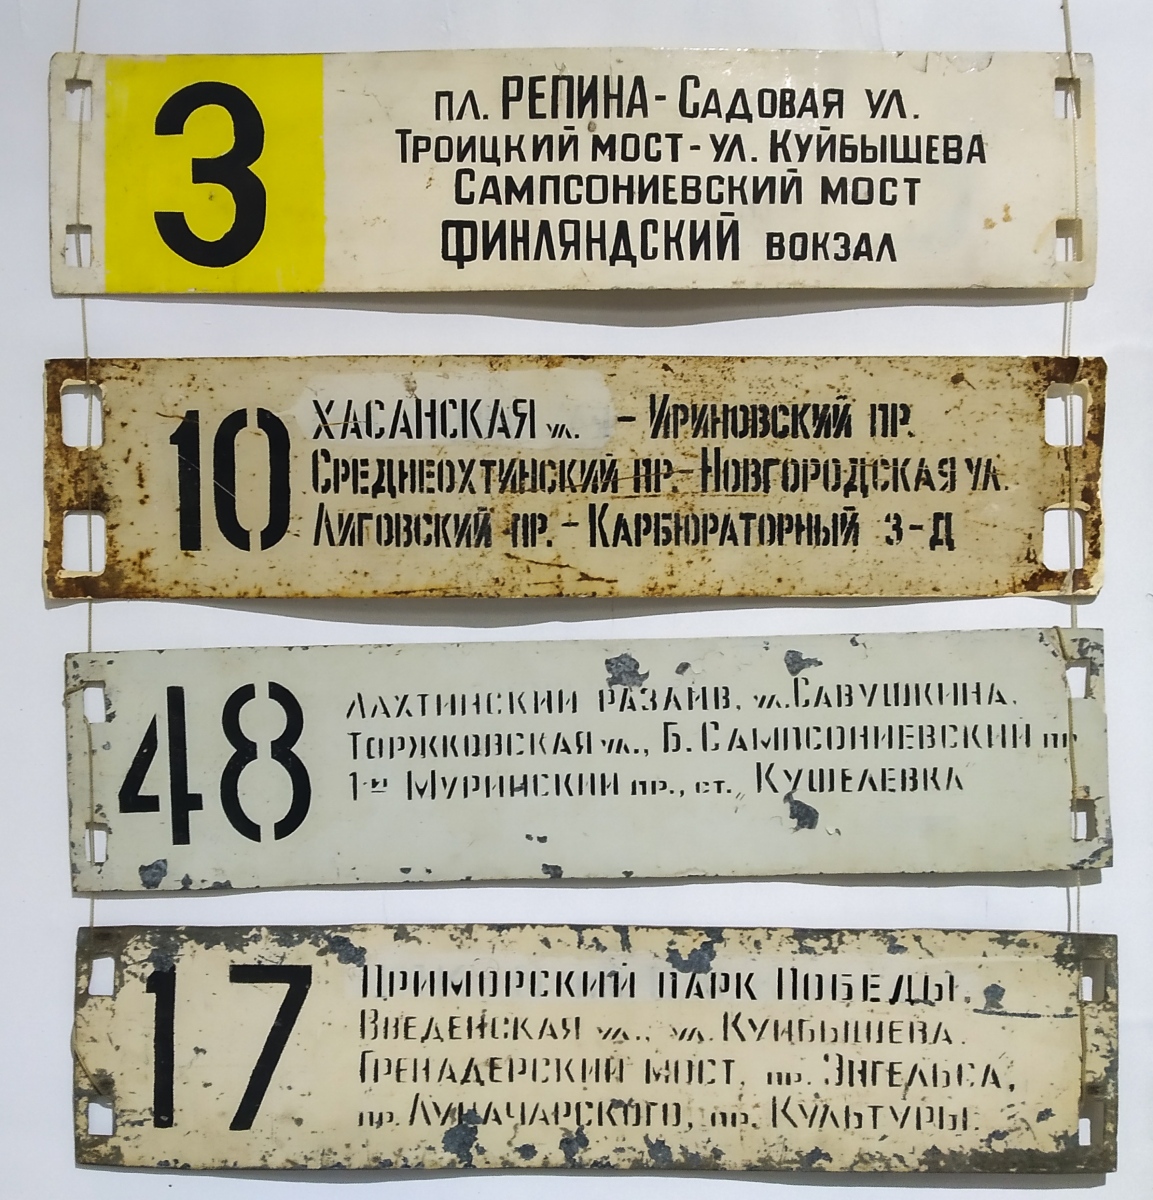 3
пл. РЕПИНА - САДОВАЯ УЛ.
ТРОИЦКИЙ МОСТ - УЛ. КУЙБЫШЕВА
САМПСОНИЕВСКИЙ МОСТ
ФИНЛЯНДСКИЙ ВОКЗАЛ
10
ХАСАНСКАЯ ул. - ИРИНОВСКИЙ ПР.
СРЕДНЕОХТИНСКИЙ ПР. - НОВГОРОДСКАЯ УЛ.
ЛИГОВСКИЙ ПР. - КАРБЮРАТОРНЫЙ З-Д
48
ЛАХТИНСКИЙ РАЗЛИВ, ул. САВУШКИНА,
ТОРЖКОВСКАЯ ул., Б. САМПСОНИЕВСКИЙ пр
1-й МУРИНСКИЙ пр., ст. "КУШЕЛЕВКА"
17
ПРИМОРСКИЙ ПАРК ПОБЕДЫ,
ВВЕДЕНСКАЯ ул., ул. КУЙБЫШЕВА,
ГРЕНАДЕРСКИЙ МОСТ, пр. ЭНГЕЛЬСА,
пр. ЛУНАЧАРСКОГО, пр. КУЛЬТУРЫ.